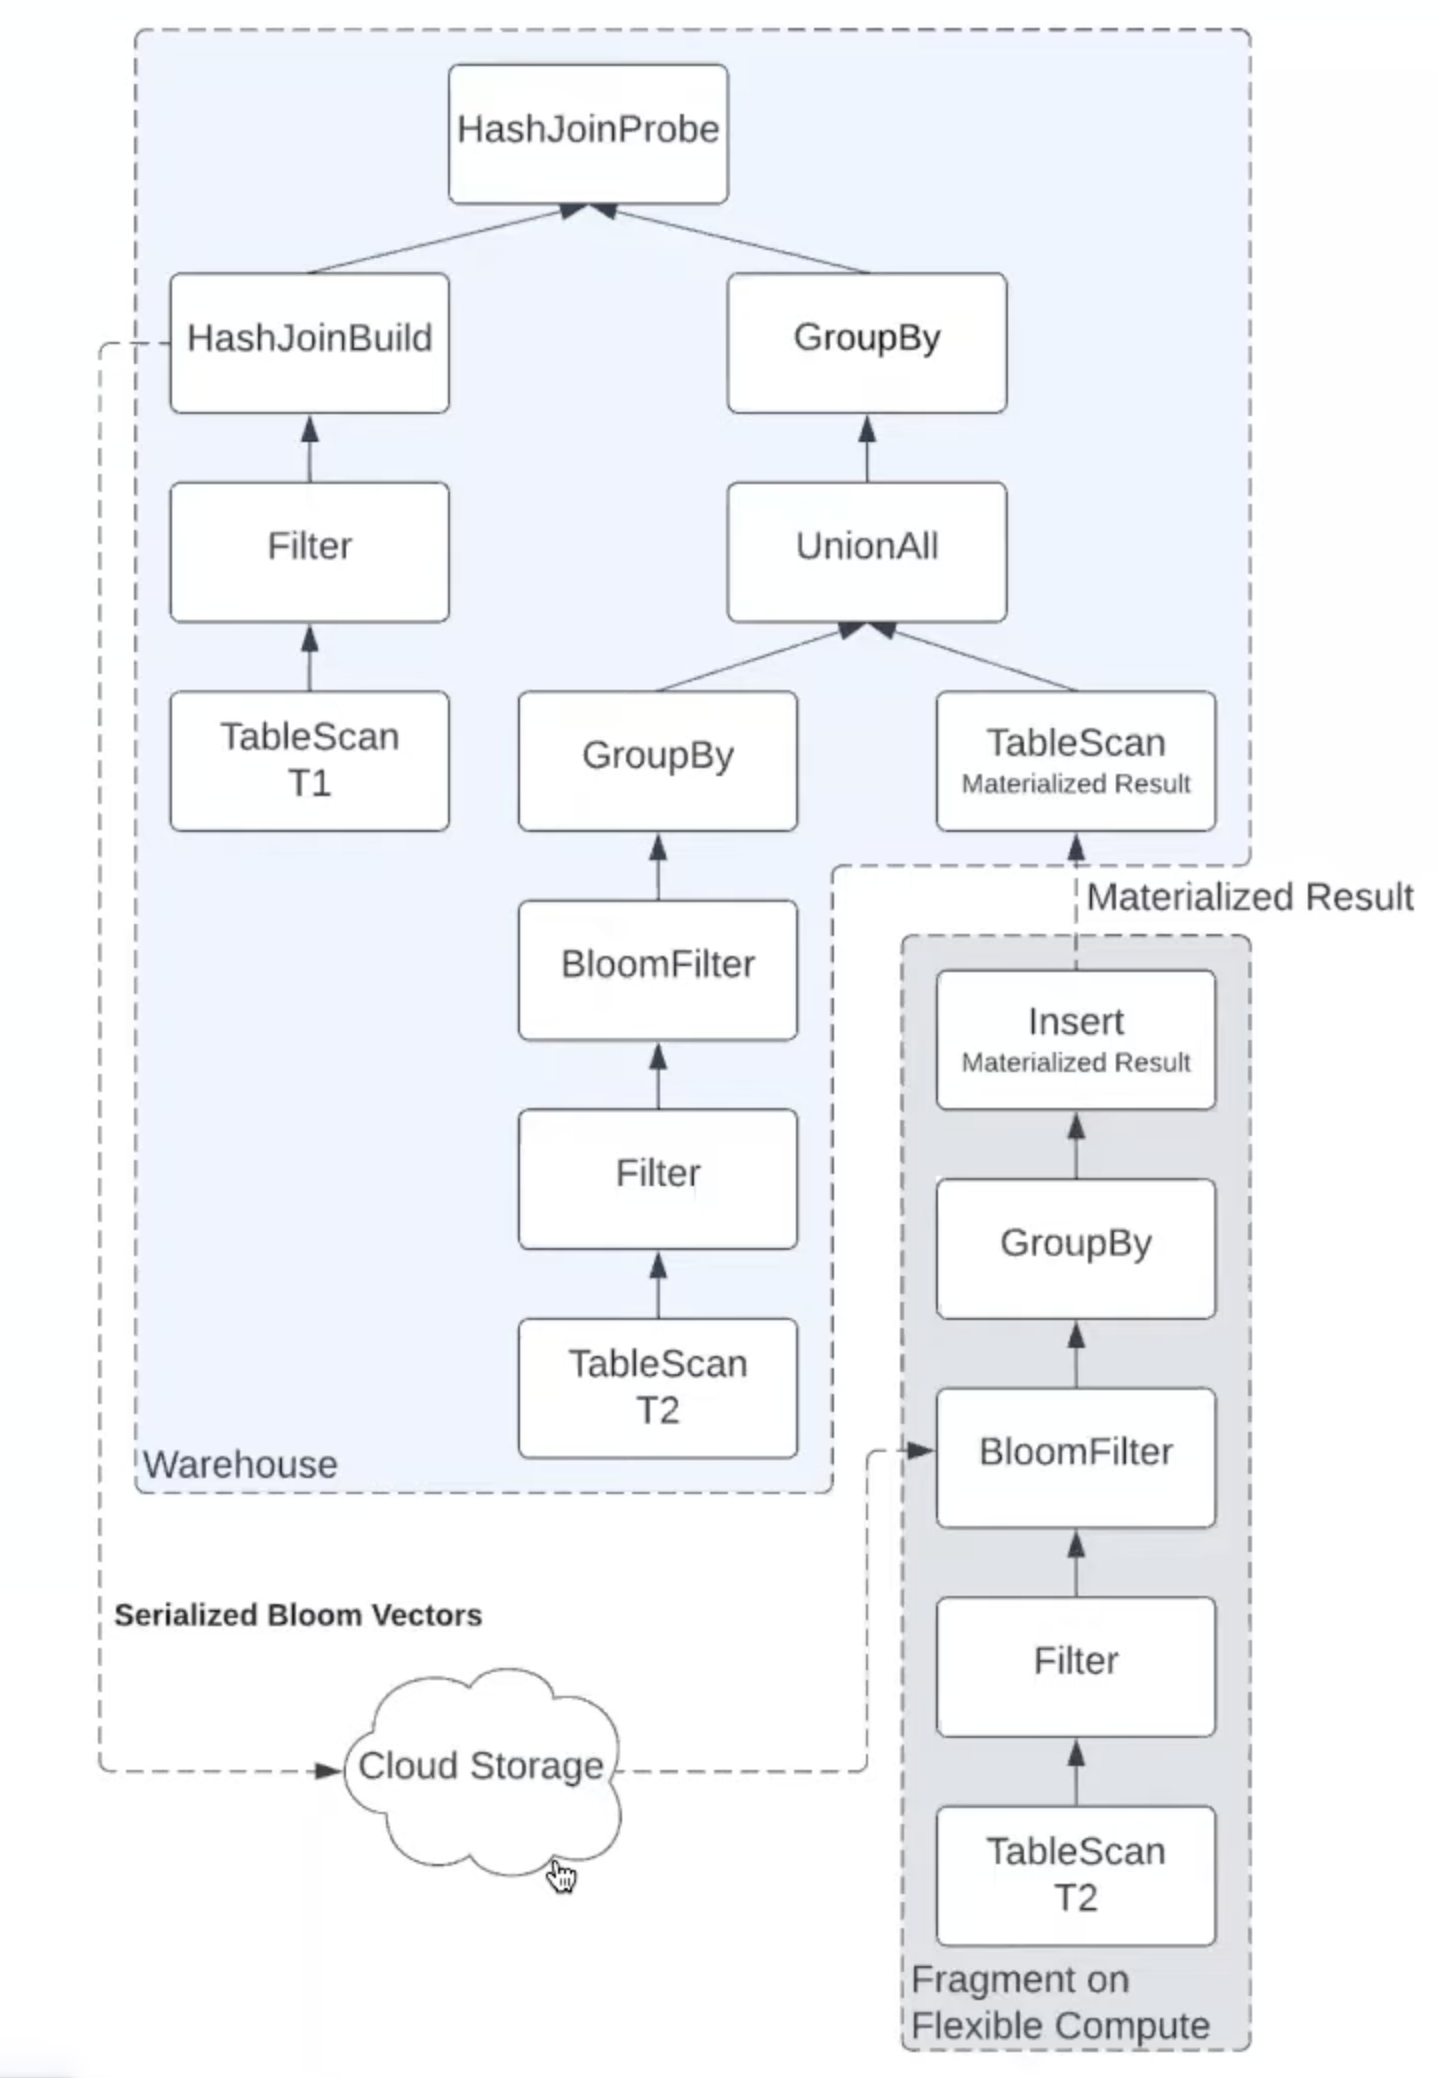 HashJoinProbe
HashJoinBuild
GroupBy
Filter
UnionAll
TableScan
T1
GroupBy
TableScan
Materialized Result
Materialized Result
BloomFilter
Insert
Materialized Result
Filter
GroupBy
TableScan
T2
BloomFilter
Warehouse
Serialized Bloom Vectors
Filter
Cloud Storage
TableScan
T2
Fragment on
Flexible Compute